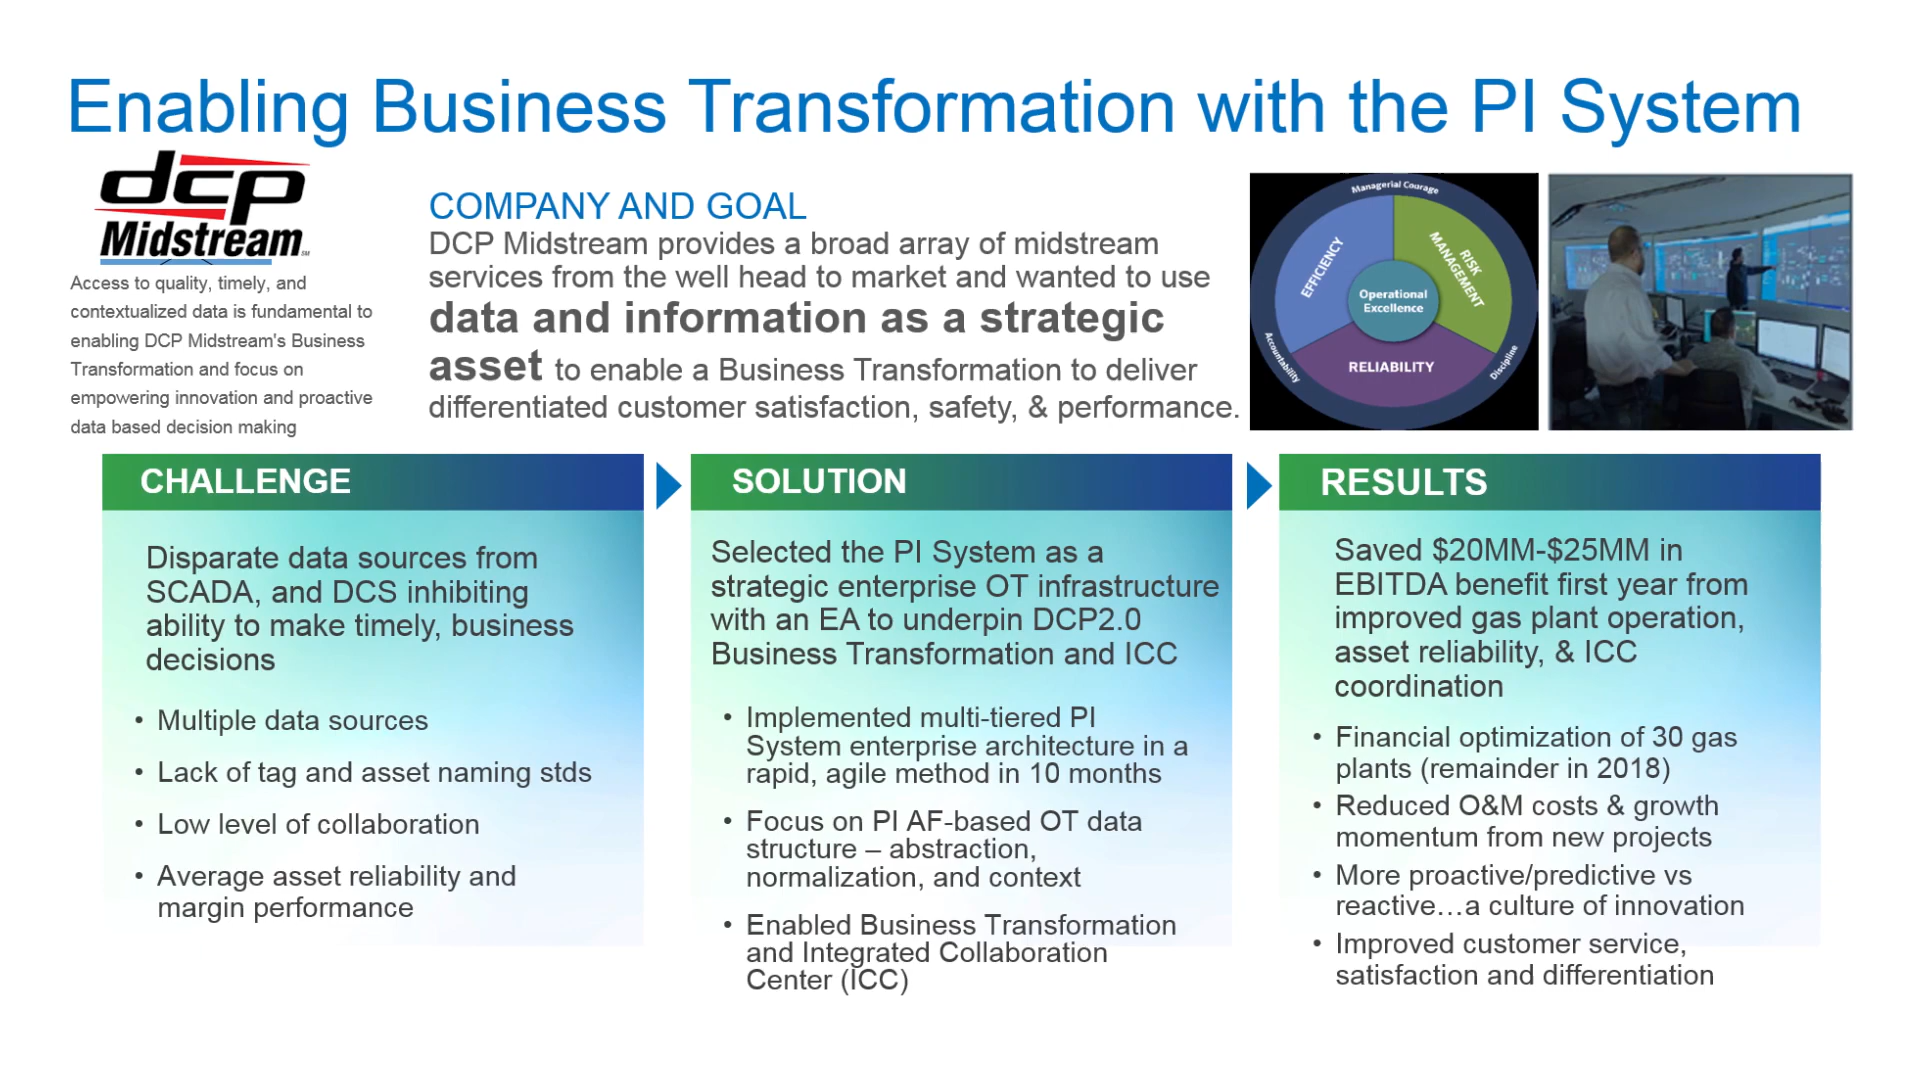 Enabling Business Transformation with the PI System
dcp
Midstream
Access to quality, timely, and
contextualized data is fundamental to
enabling DCP Midstream's Business
Transformation and focus on
empowering innovation and proactive
data based decision making
COMPANY AND GOAL
DCP Midstream provides a broad array of midstream
services from the well head to market and wanted to use
data and information as a strategic
asset to enable a Business Transformation to deliver
differentiated customer satisfaction, safety, & performance.
Managerial Courage
EFFICIENCY
RISK
MANAGEMENT
Operational
Excellence
RELIABILITY
Accountability
Discipline
CHALLENGE
Disparate data sources from
SCADA, and DCS inhibiting
ability to make timely, business
decisions
• Multiple data sources
• Lack of tag and asset naming stds
• Low level of collaboration
• Average asset reliability and
margin performance
SOLUTION
Selected the PI System as a
strategic enterprise OT infrastructure
with an EA to underpin DCP2.0
Business Transformation and ICC
• Implemented multi-tiered PI
System enterprise architecture in a
rapid, agile method in 10 months
• Focus on PI AF-based OT data
structure – abstraction,
normalization, and context
• Enabled Business Transformation
and Integrated Collaboration
Center (ICC)
RESULTS
Saved $20MM-$25MM in
EBITDA benefit first year from
improved gas plant operation,
asset reliability, & ICC
coordination
• Financial optimization of 30 gas
plants (remainder in 2018)
• Reduced O&M costs & growth
momentum from new projects
• More proactive/predictive vs
reactive…a culture of innovation
• Improved customer service,
satisfaction and differentiation